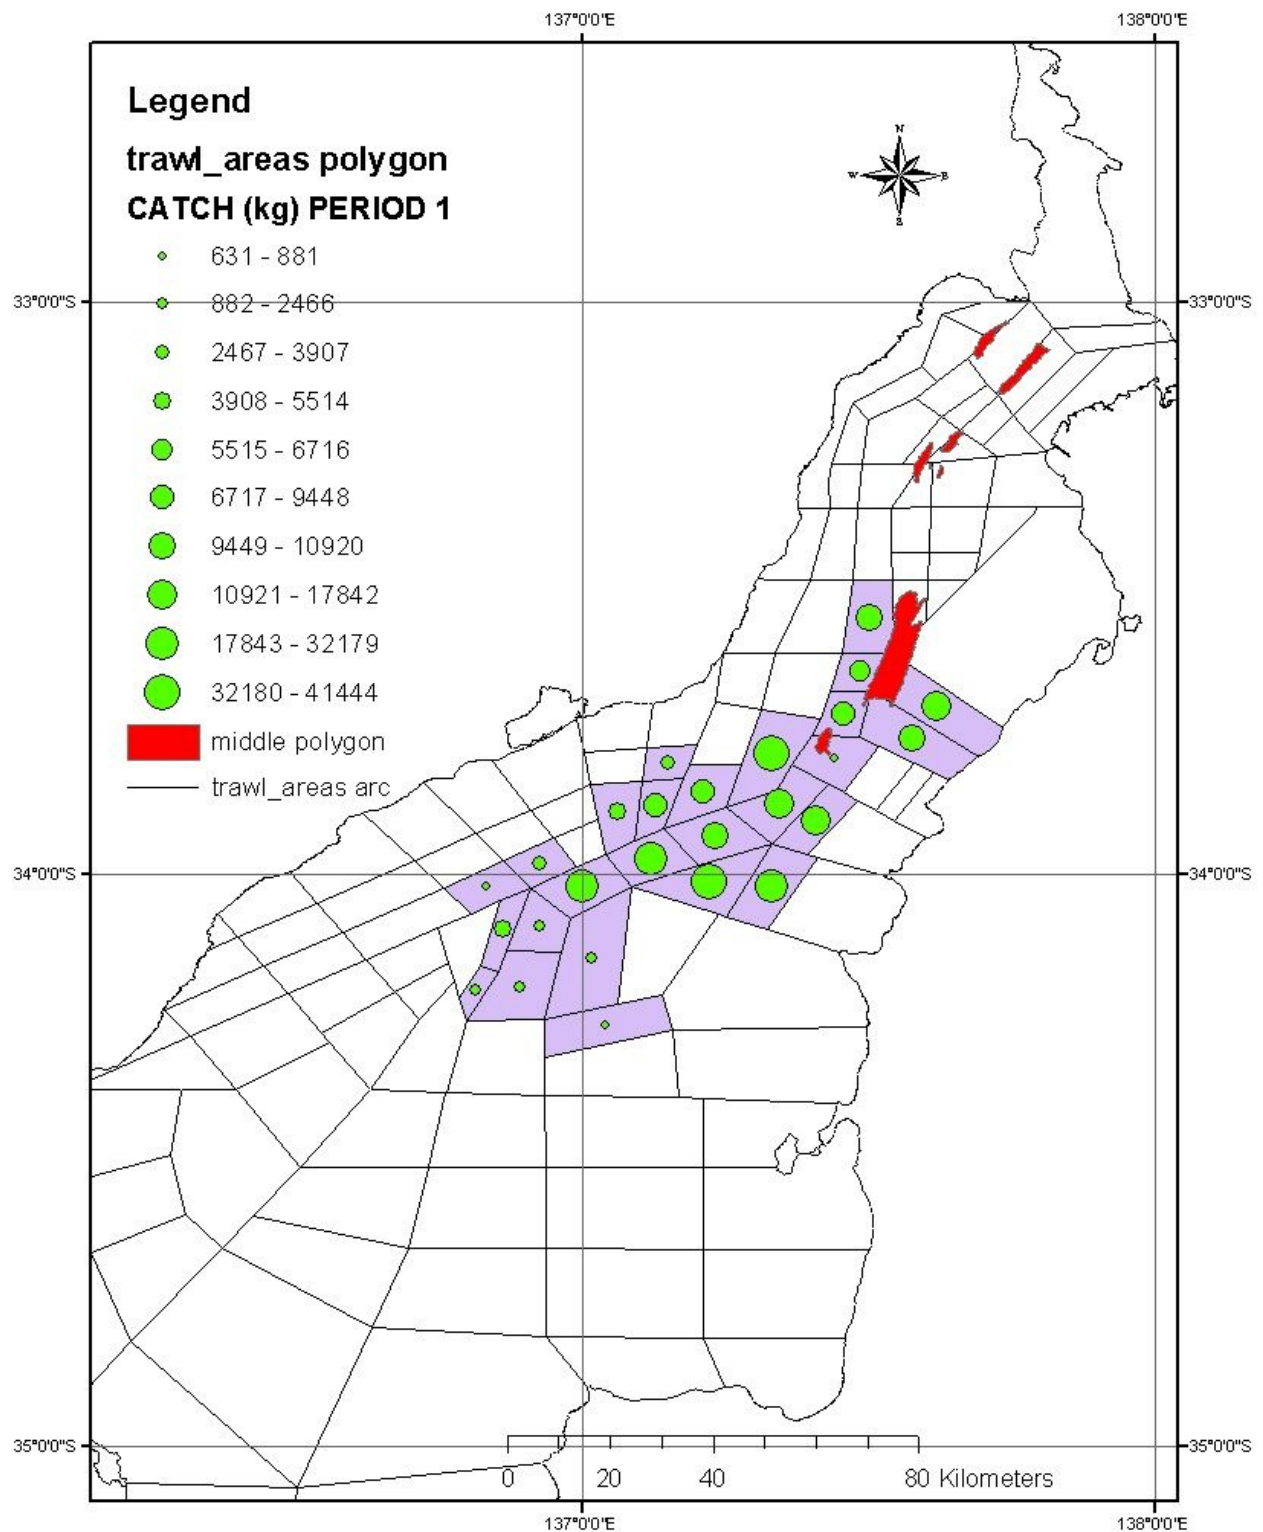 137°0'0"E 138°0'0"E
Legend
trawl_areas polygon
CATCH (kg) PERIOD 1
N
W E
S
631 - 881
33°0'0"S 33°0'0"S
882 - 2466
2467 - 3907
3908 - 5514
5515 - 6716
6717 - 9448
9449 - 10920
10921 - 17842
17843 - 32179
32180 - 41444
middle polygon
trawl_areas arc
34°0'0"S 34°0'0"S
35°0'0"S 35°0'0"S
0 20 40 80 Kilometers
137°0'0"E 138°0'0"E